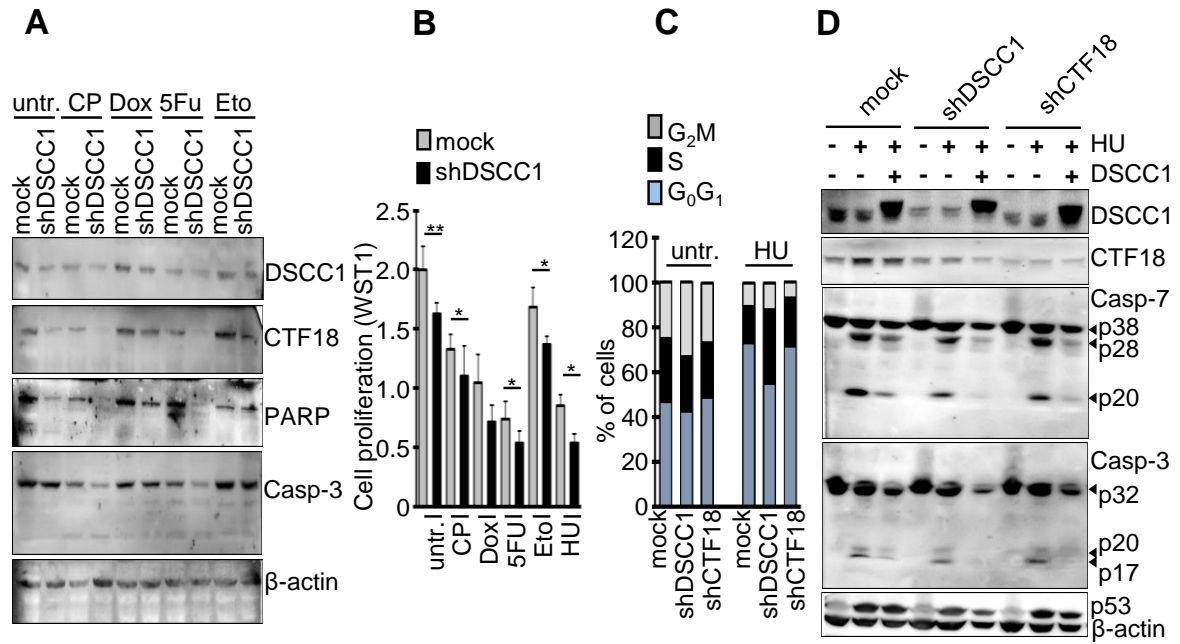 A
untr. CP Dox 5Fu Eto
mock
shDSCC1
mock
shDSCC1
mock
shDSCC1
mock
shDSCC1
mock
shDSCC1
DSCC1
CTF18
PARP
Casp-3
β-actin
B
mock
shDSCC1
Cell proliferation (WST1)
2.5
2.0
1.5
1.0
0.5
0
**
*
*
*
*
untr.
CP
Dox
5FU
Eto
HU
C
G2M
S
G0G1
% of cells
120
100
80
60
40
20
0
untr. HU
mock
shDSCC1
shCTF18
mock
shDSCC1
shCTF18
D
mock
shDSCC1
shCTF18
- + + - + + - + + HU
- - + - - + - - + DSCC1
DSCC1
CTF18
Casp-7
p38
p28
p20
Casp-3
p32
p20
p17
p53
β-actin